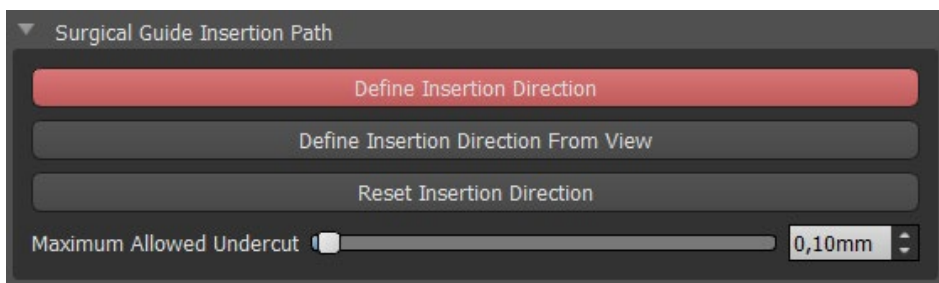 Surgical Guide Insertion Path
Define Insertion Direction
Define Insertion Direction From View
Reset Insertion Direction
Maximum Allowed Undercut 0,10mm